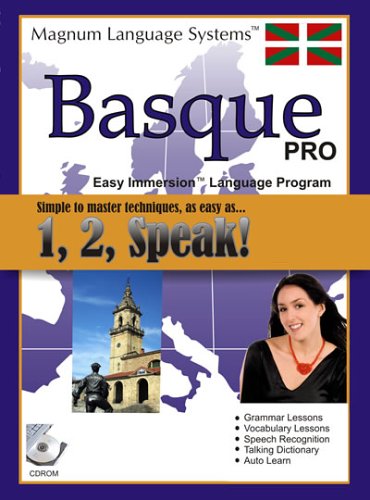 Magnum Language Systems™
Basque
PRO
Easy Immersion™ Language Program
Simple to master techniques, as easy as...
1, 2, Speak!
• Grammar Lessons
• Vocabulary Lessons
• Speech Recognition
• Talking Dictionary
• Auto Learn
CDROM